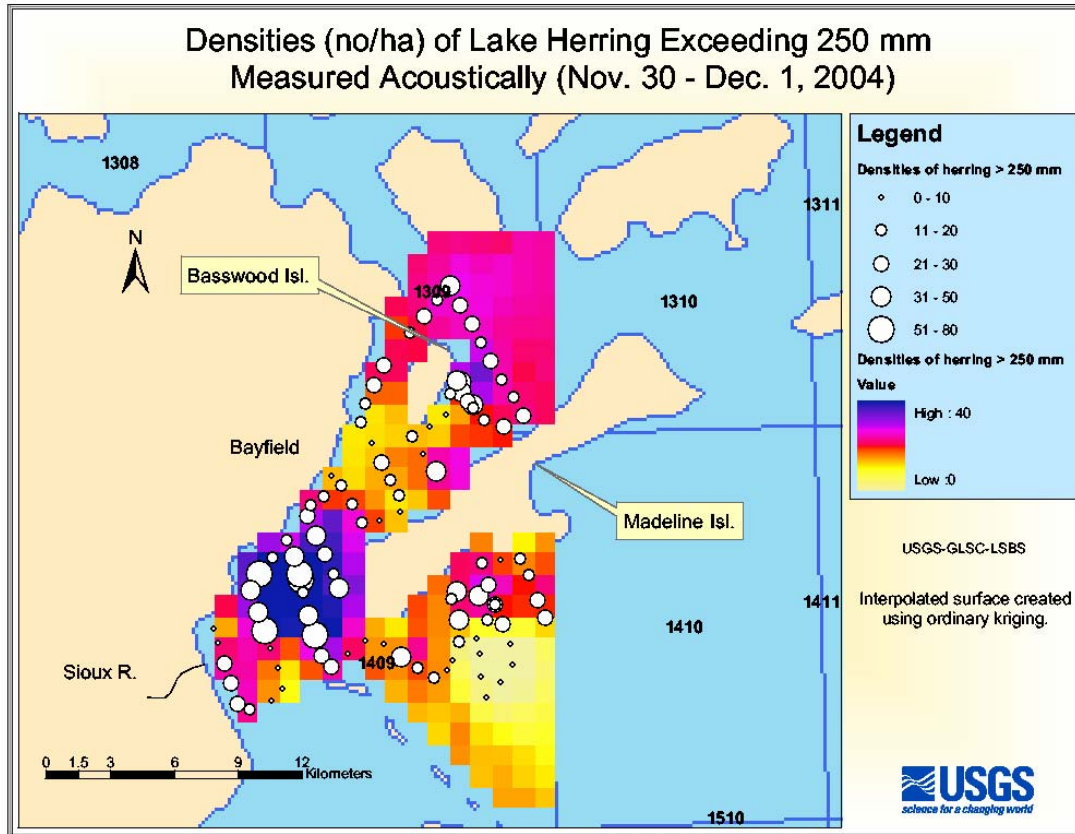 Densities (no/ha) of Lake Herring Exceeding 250 mm
Measured Acoustically (Nov. 30 - Dec. 1, 2004)
1308
1311
N
Basswood Isl.
1309
1310
Bayfield
Madeline Isl.
1411
1410
1409
Sioux R.
0 1.5 3 6 9 12
Kilometers
1510
Legend
Densities of herring > 250 mm
0 - 10
11 - 20
21 - 30
31 - 50
51 - 80
Densities of herring > 250 mm
Value
High : 40
Low :0
USGS-GLSC-LSBS
Interpolated surface created
using ordinary kriging.
USGS
science for a changing world